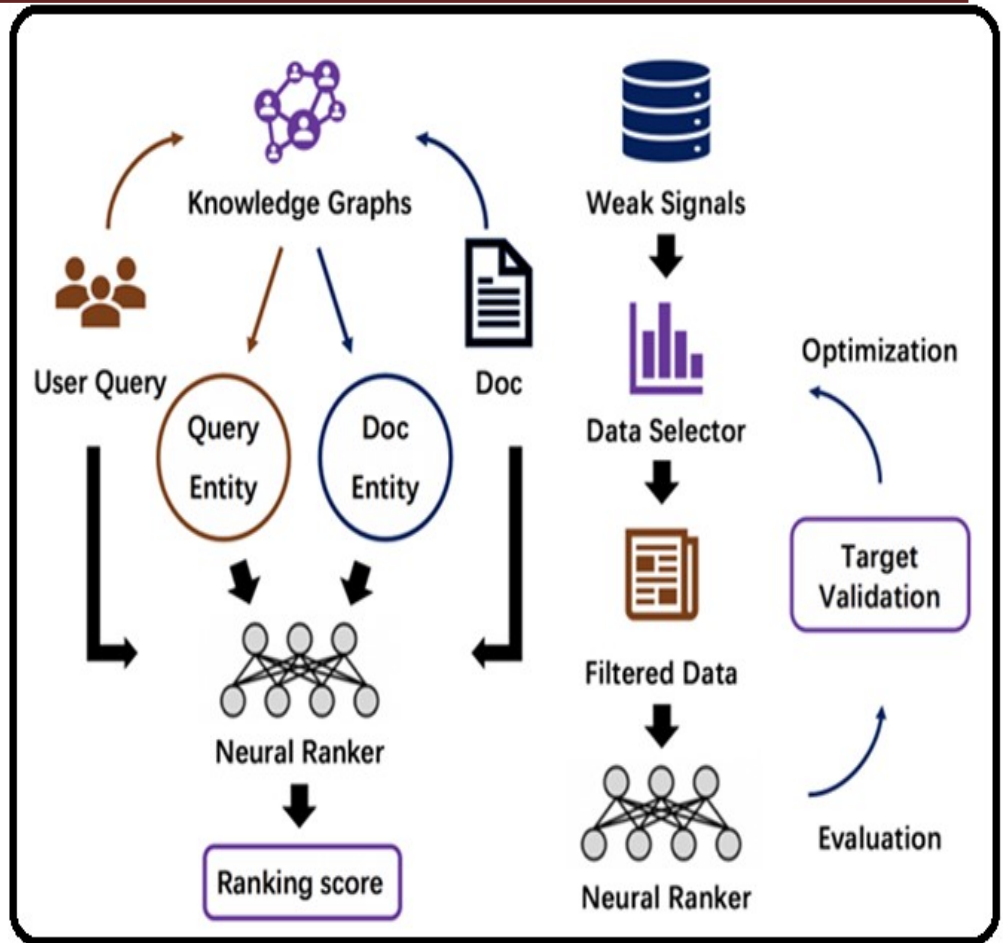 Knowledge Graphs
User Query
Doc
Query
Entity
Doc
Entity
Neural Ranker
Ranking score
Weak Signals
Data Selector
Filtered Data
Neural Ranker
Optimization
Target
Validation
Evaluation